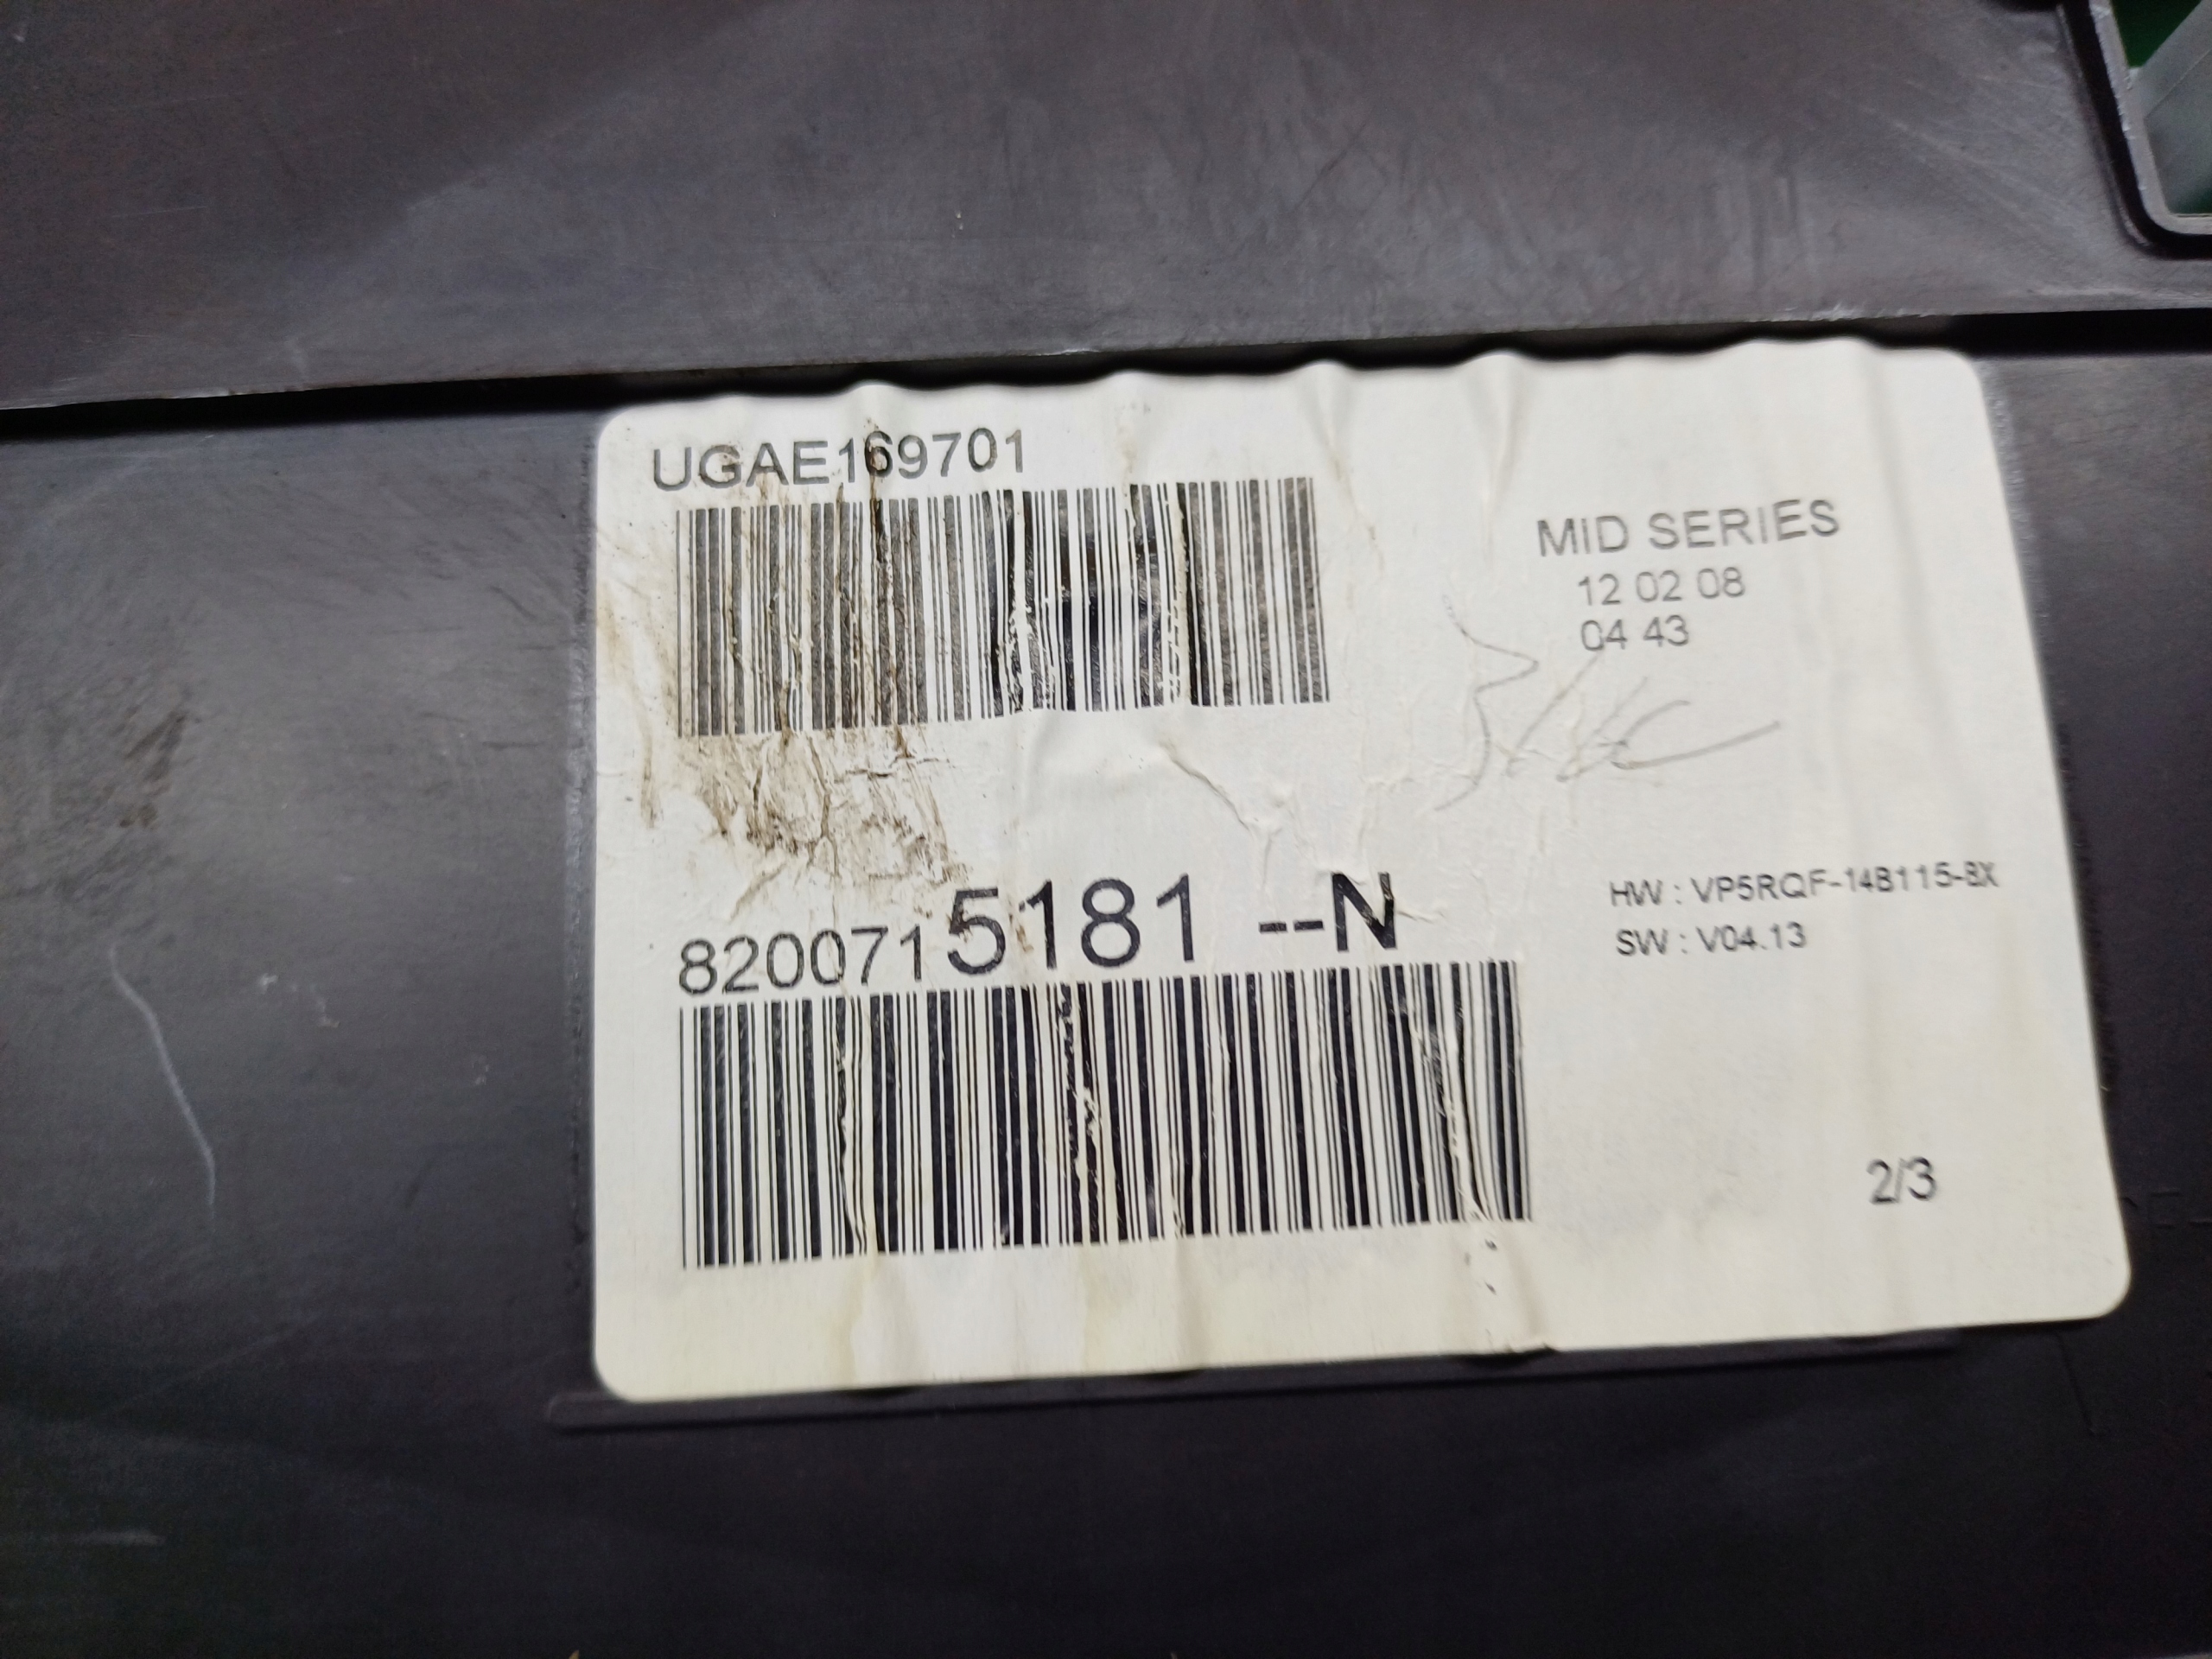 UGAE169701
MID SERIES
12 02 08
04 43
8200715181 --N
HW : VP5RQF-14B115-BX
SW : V04.13
2/3